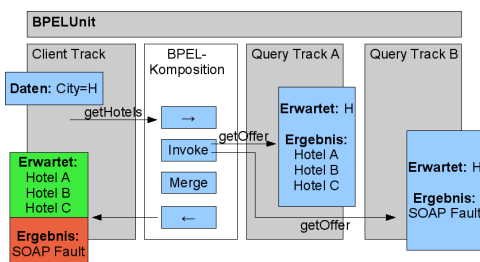 BPELUnit
Client Track
BPEL-
Komposition
Query Track A
Query Track B
Daten: City=H
getHotels
→
Invoke
Merge
←
getOffer
getOffer
Erwartet: H
Ergebnis:
Hotel A
Hotel B
Hotel C
Erwartet: H
Ergebnis:
SOAP Fault
Erwartet:
Hotel A
Hotel B
Hotel C
Ergebnis:
SOAP Fault